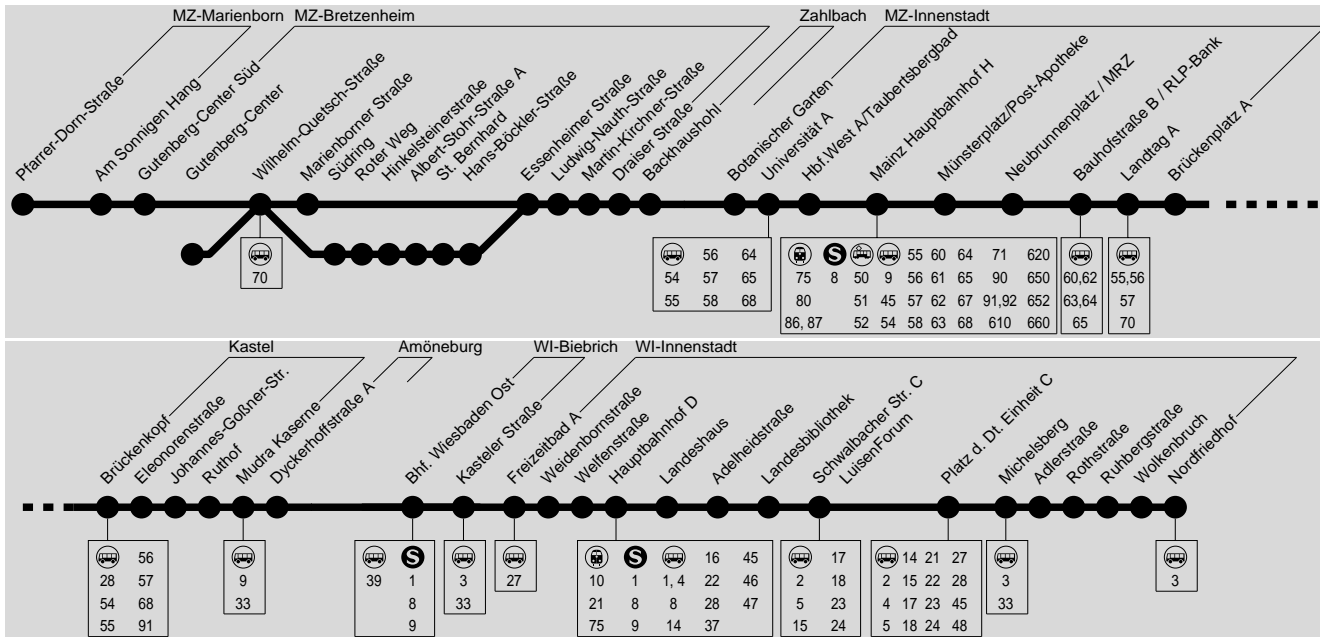 MZ-Marienborn MZ-Bretzenheim Zahlbach MZ-Innenstadt
Pfarrer-Dorn-Straße
Am Sonnigen Hang
Gutenberg-Center Süd
Gutenberg-Center
Wilhelm-Quetsch-Straße
Marienborner Straße
Südring
Roter Weg
Hinkelsteinerstraße
Albert-Stohr-Straße A
St. Bernhard
Hans-Böckler-Straße
Essenheimer Straße
Ludwig-Nauth-Straße
Martin-Kirchner-Straße
Draiser Straße
Backhaushohl
Botanischer Garten
Universität A
Hbf.West A/Taubertsbergbad
Mainz Hauptbahnhof H
Münsterplatz/Post-Apotheke
Neubrunnenplatz / MRZ
Bauhofstraße B / RLP-Bank
Landtag A
Brückenplatz A
70
56 64
54 57 65
55 58 68
S 55 60 64 71 620
75 8 50 9 56 61 65 90 650
80 51 45 57 62 67 91,92 652
86, 87 52 54 58 63 68 610 660
60,62
63,64
65
55,56
57
70
Kastel Amöneburg WI-Biebrich WI-Innenstadt
Brückenkopf
Eleonorenstraße
Johannes-Goßner-Str.
Ruthof
Mudra Kaserne
Dyckerhoffstraße A
Bhf. Wiesbaden Ost
Kasteler Straße
Freizeitbad A
Weidenbornstraße
Welfenstraße
Hauptbahnhof D
Landeshaus
Adelheidstraße
Landesbibliothek
Schwalbacher Str. C
LuisenForum
Platz d. Dt. Einheit C
Michelsberg
Adlerstraße
Rothstraße
Ruhbergstraße
Wolkenbruch
Nordfriedhof
56
28 57
54 68
55 91
9
33
S
39 1
8
9
3
33
27
S 16 45
10 1 1, 4 22 46
21 8 8 28 47
75 9 14 37
17
2 18
5 23
15 24
14 21 27
2 15 22 28
4 17 23 45
5 18 24 48
3
33
3